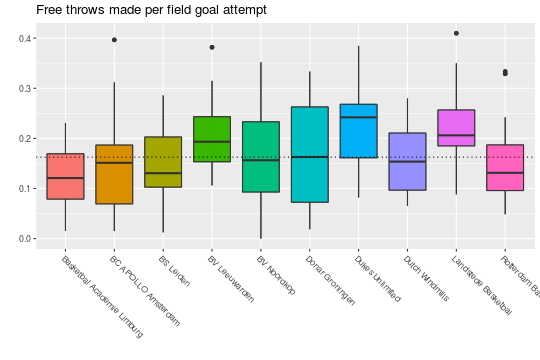 Free throws made per field goal attempt
0.4
0.3
0.2
0.1
0.0
Basketbal Academie Limburg
BC APOLLO Amsterdam
BS Leiden
BV Leeuwarden
BV Noordkop
Donar Groningen
Dukes Unlimited
Dutch Windmills
Landstede Basketbal
Rotterdam Bas